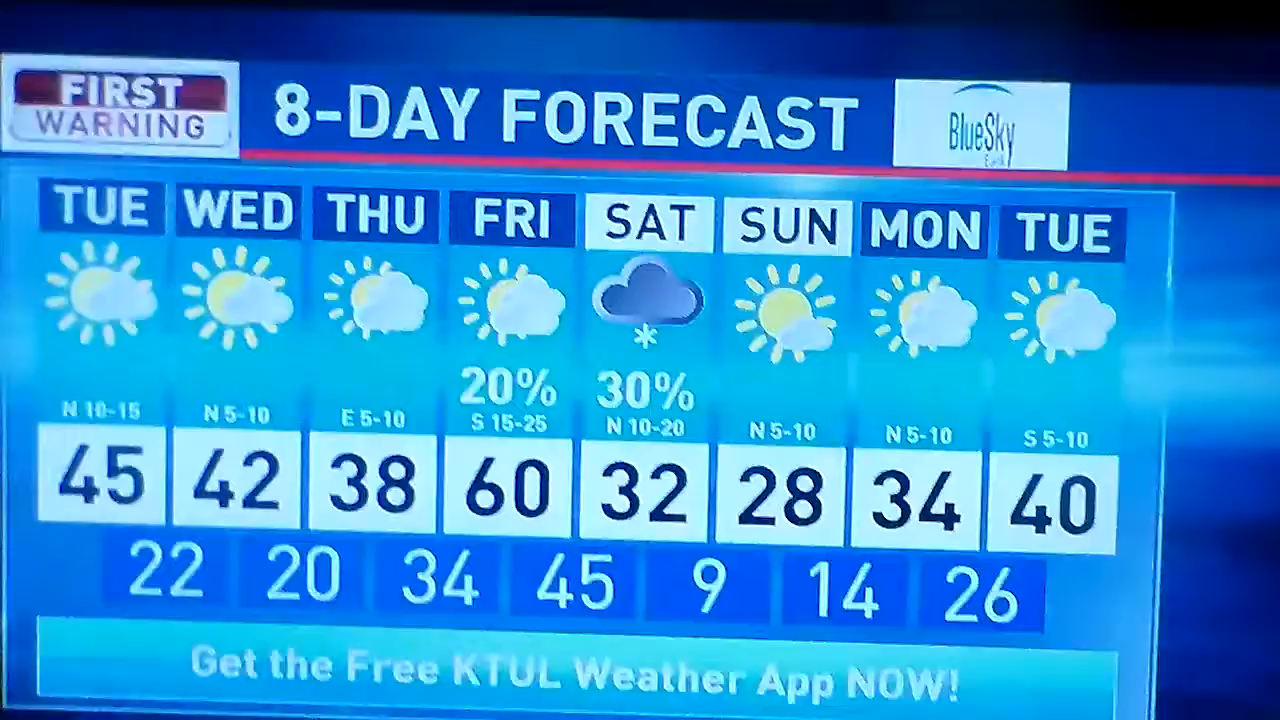 FIRST
WARNING
8-DAY FORECAST
BlueSky
TUE WED THU FRI SAT SUN MON TUE
20% 30%
N 10-15 N 5-10 E 5-10 S 15-25 N 10-20 N 5-10 N 5-10 S 5-10
45 42 38 60 32 28 34 40
22 20 34 45 9 14 26
Get the Free KTUL Weather App NOW!